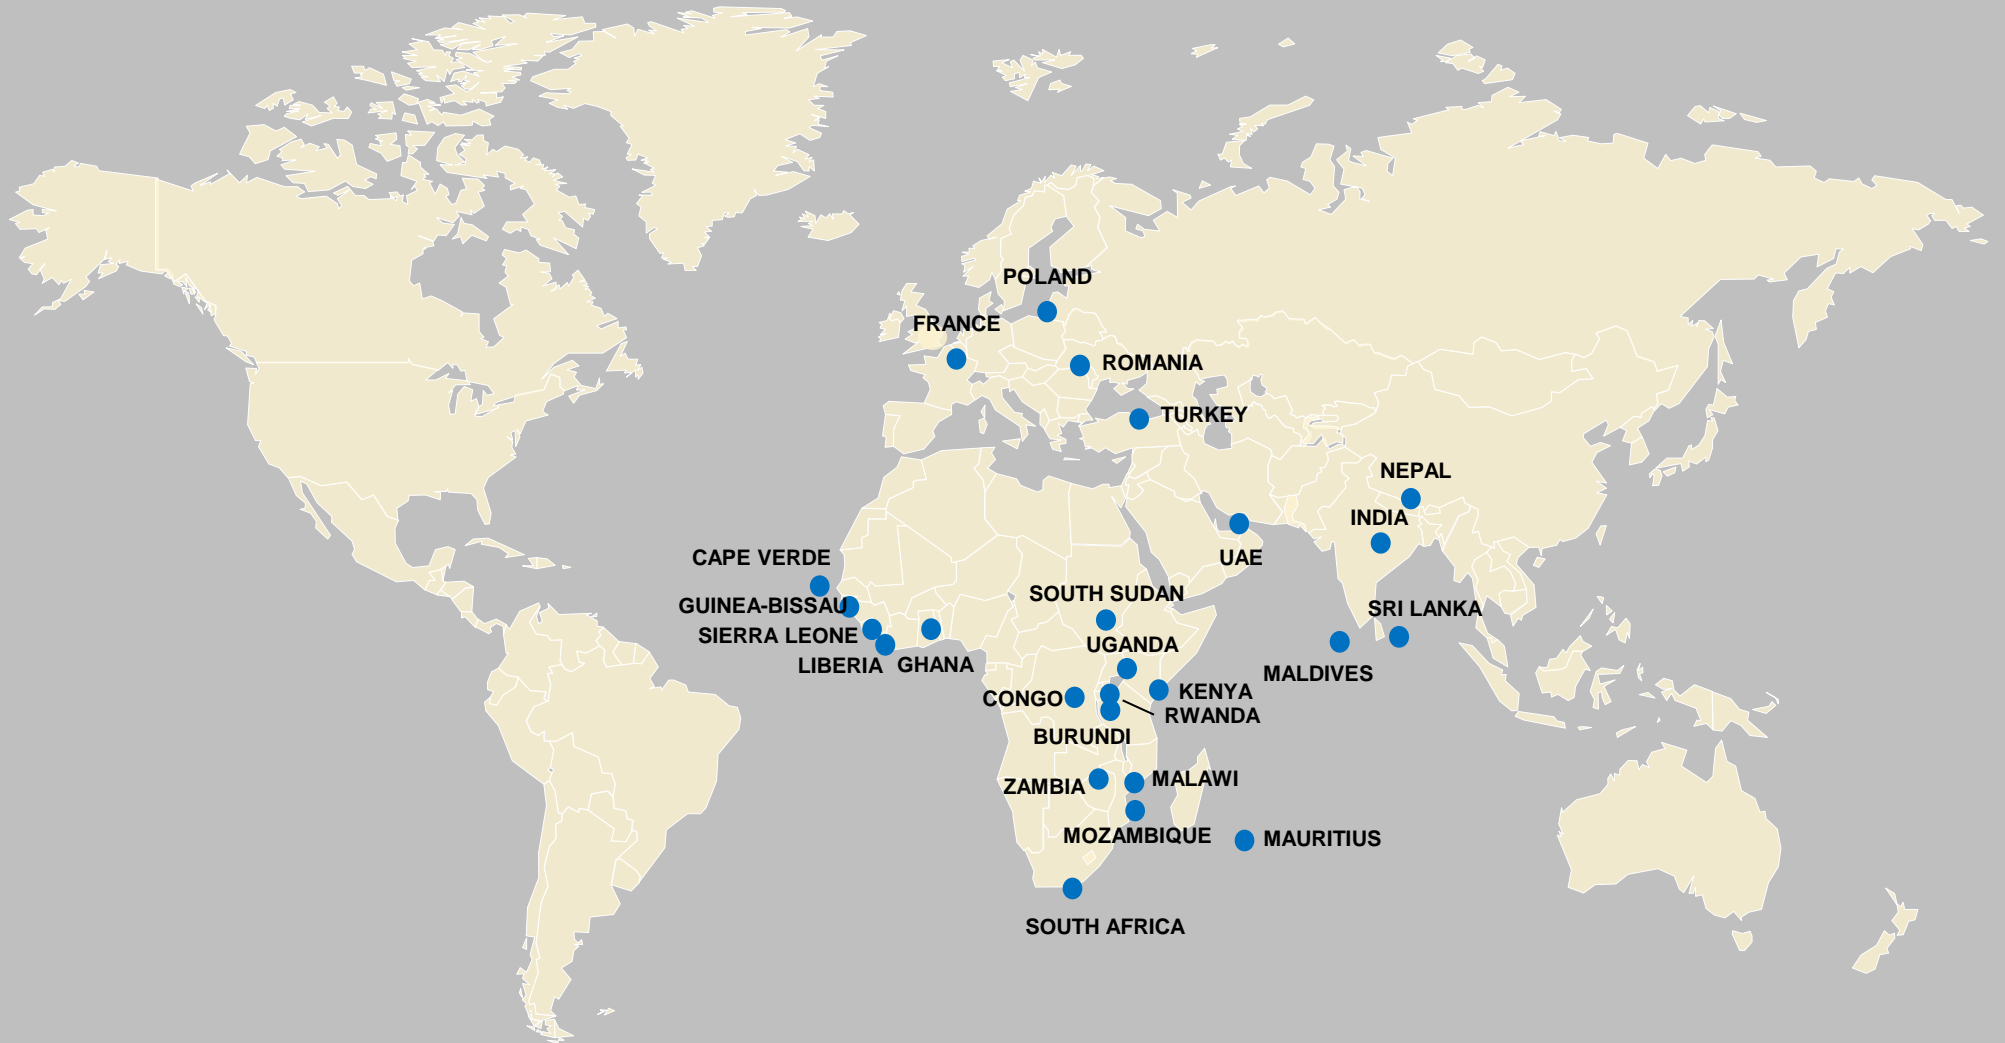 POLAND
FRANCE
ROMANIA
TURKEY
NEPAL
INDIA
UAE
CAPE VERDE
SOUTH SUDAN
GUINEA-BISSAU
SRI LANKA
SIERRA LEONE
UGANDA
LIBERIA
GHANA
MALDIVES
CONGO
KENYA
RWANDA
BURUNDI
ZAMBIA
MALAWI
MOZAMBIQUE
MAURITIUS
SOUTH AFRICA